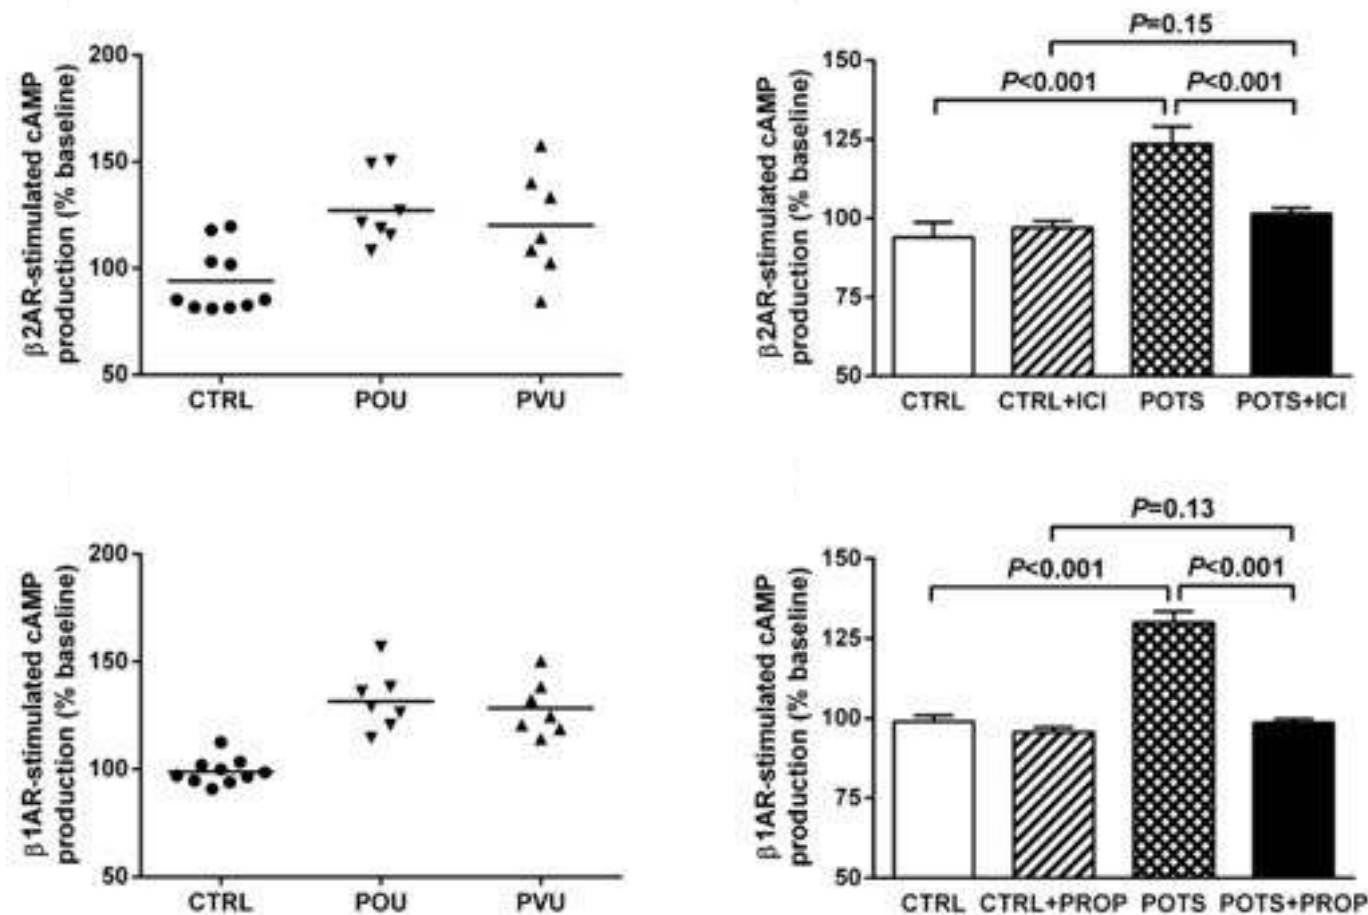 β2AR-stimulated cAMP
production (% baseline)
200
150
100
50
CTRL POU PVU
β2AR-stimulated cAMP
production (% baseline)
150
125
100
75
50
P=0.15
P<0.001 P<0.001
CTRL CTRL+ICI POTS POTS+ICI
β1AR-stimulated cAMP
production (% baseline)
200
150
100
50
CTRL POU PVU
β1AR-stimulated cAMP
production (% baseline)
150
125
100
75
50
P=0.13
P<0.001 P<0.001
CTRL CTRL+PROP POTS POTS+PROP